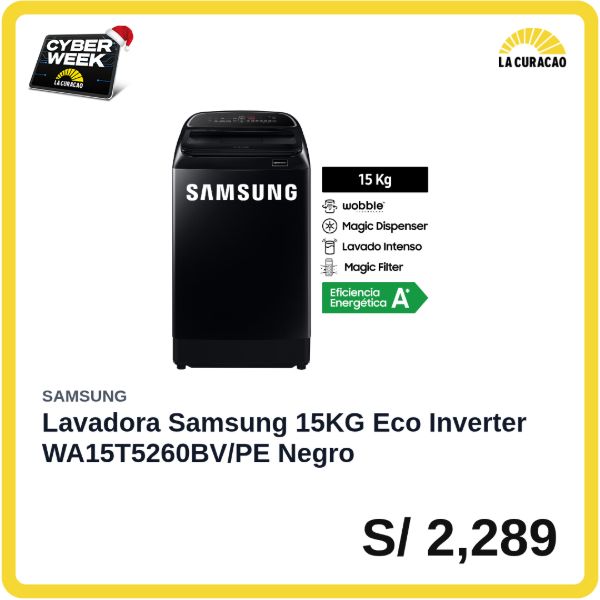 CYBER
WEEK
LA CURACAO
LA CURACAO
SAMSUNG
15 Kg
wobble
Magic Dispenser
Lavado Intenso
Magic Filter
Eficiencia
Energética
A+
SAMSUNG
Lavadora Samsung 15KG Eco Inverter
WA15T5260BV/PE Negro
S/ 2,289